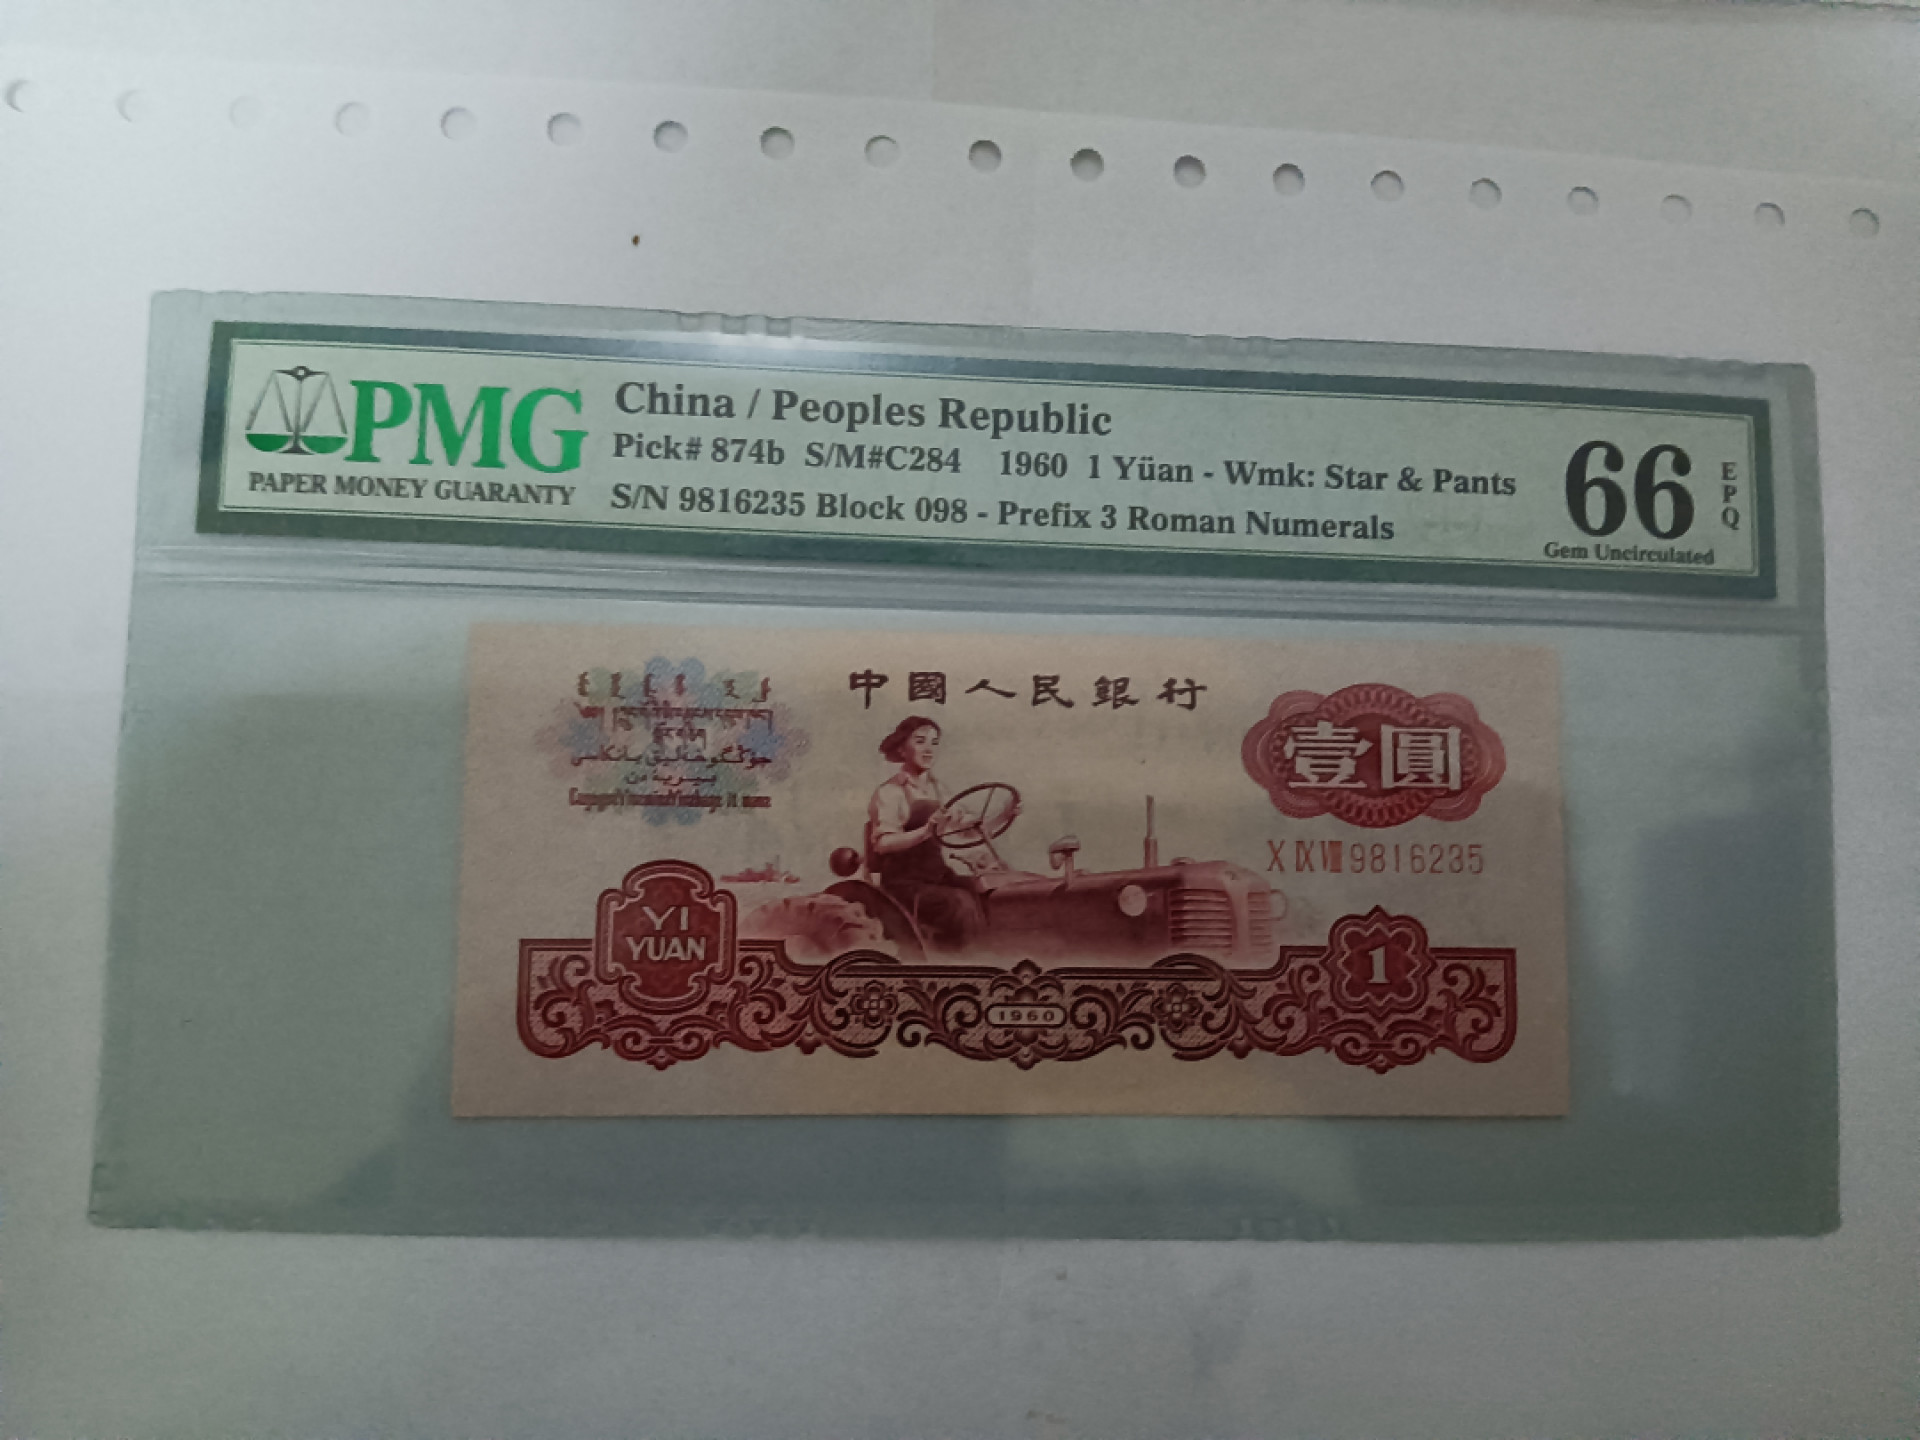 PMG
PAPER MONEY GUARANTY
China / Peoples Republic
Pick# 874b S/M#C284 1960 1 Yüan - Wmk: Star & Pants
S/N 9816235 Block 098 - Prefix 3 Roman Numerals
66
EPQ
Gem Uncirculated
中國人民銀行
壹圓
X IX VIII 9816235
YI
YUAN
1960
1